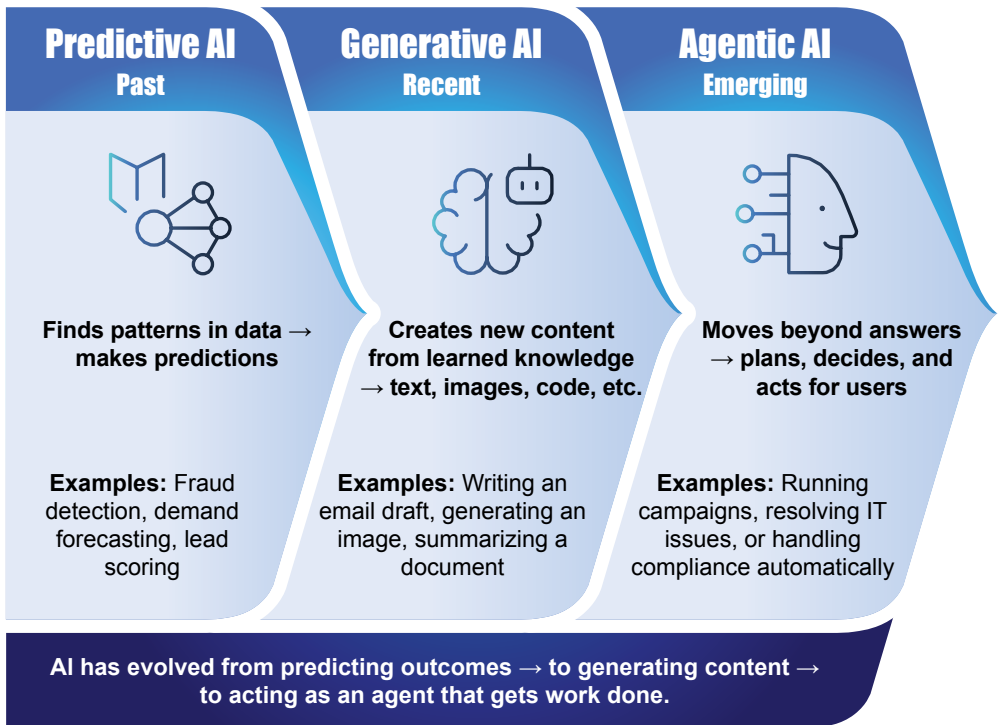 Predictive AI
Past
Finds patterns in data →
makes predictions
Examples: Fraud
detection, demand
forecasting, lead
scoring
Generative AI
Recent
Creates new content
from learned knowledge
→ text, images, code, etc.
Examples: Writing an
email draft, generating an
image, summarizing a
document
Agentic AI
Emerging
Moves beyond answers
→ plans, decides, and
acts for users
Examples: Running
campaigns, resolving IT
issues, or handling
compliance automatically
AI has evolved from predicting outcomes → to generating content →
to acting as an agent that gets work done.